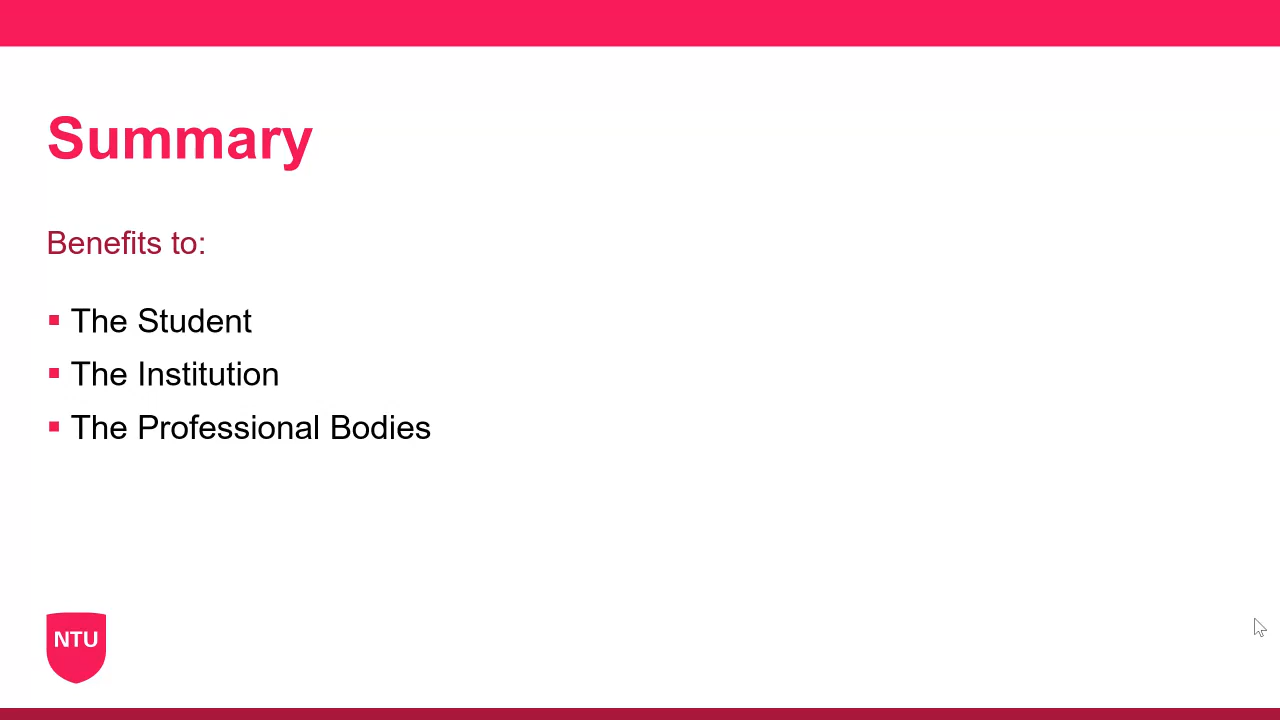 Summary
Benefits to:
The Student
The Institution
The Professional Bodies
NTU